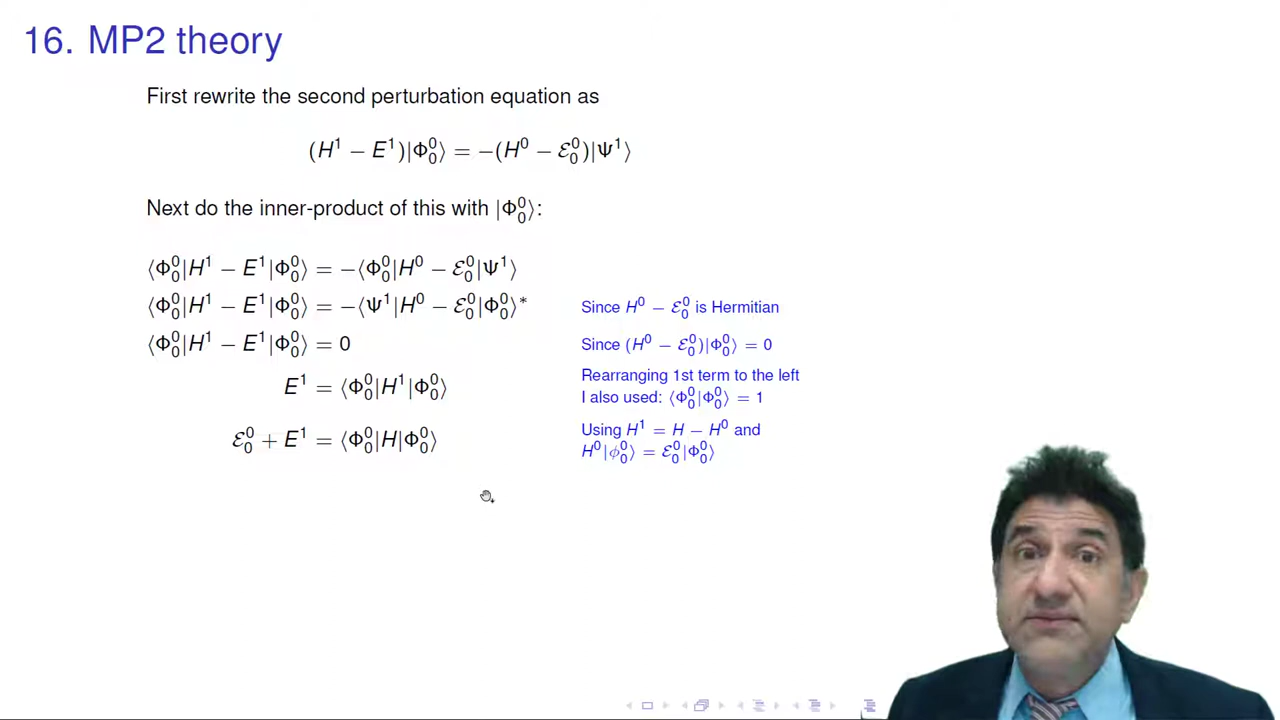 16. MP2 theory
First rewrite the second perturbation equation as
(H¹ − E¹)|Φ₀⁰⟩ = −(H⁰ − ℰ₀⁰)|Ψ¹⟩
Next do the inner-product of this with |Φ₀⁰⟩:
⟨Φ₀⁰|H¹ − E¹|Φ₀⁰⟩ = −⟨Φ₀⁰|H⁰ − ℰ₀⁰|Ψ¹⟩
⟨Φ₀⁰|H¹ − E¹|Φ₀⁰⟩ = −⟨Ψ¹|H⁰ − ℰ₀⁰|Φ₀⁰⟩* Since H⁰ − ℰ₀⁰ is Hermitian
⟨Φ₀⁰|H¹ − E¹|Φ₀⁰⟩ = 0 Since (H⁰ − ℰ₀⁰)|Φ₀⁰⟩ = 0
E¹ = ⟨Φ₀⁰|H¹|Φ₀⁰⟩ Rearranging 1st term to the left
I also used: ⟨Φ₀⁰|Φ₀⁰⟩ = 1
ℰ₀⁰ + E¹ = ⟨Φ₀⁰|H|Φ₀⁰⟩ Using H¹ = H − H⁰ and
H⁰|ϕ₀⁰⟩ = ℰ₀⁰|Φ₀⁰⟩